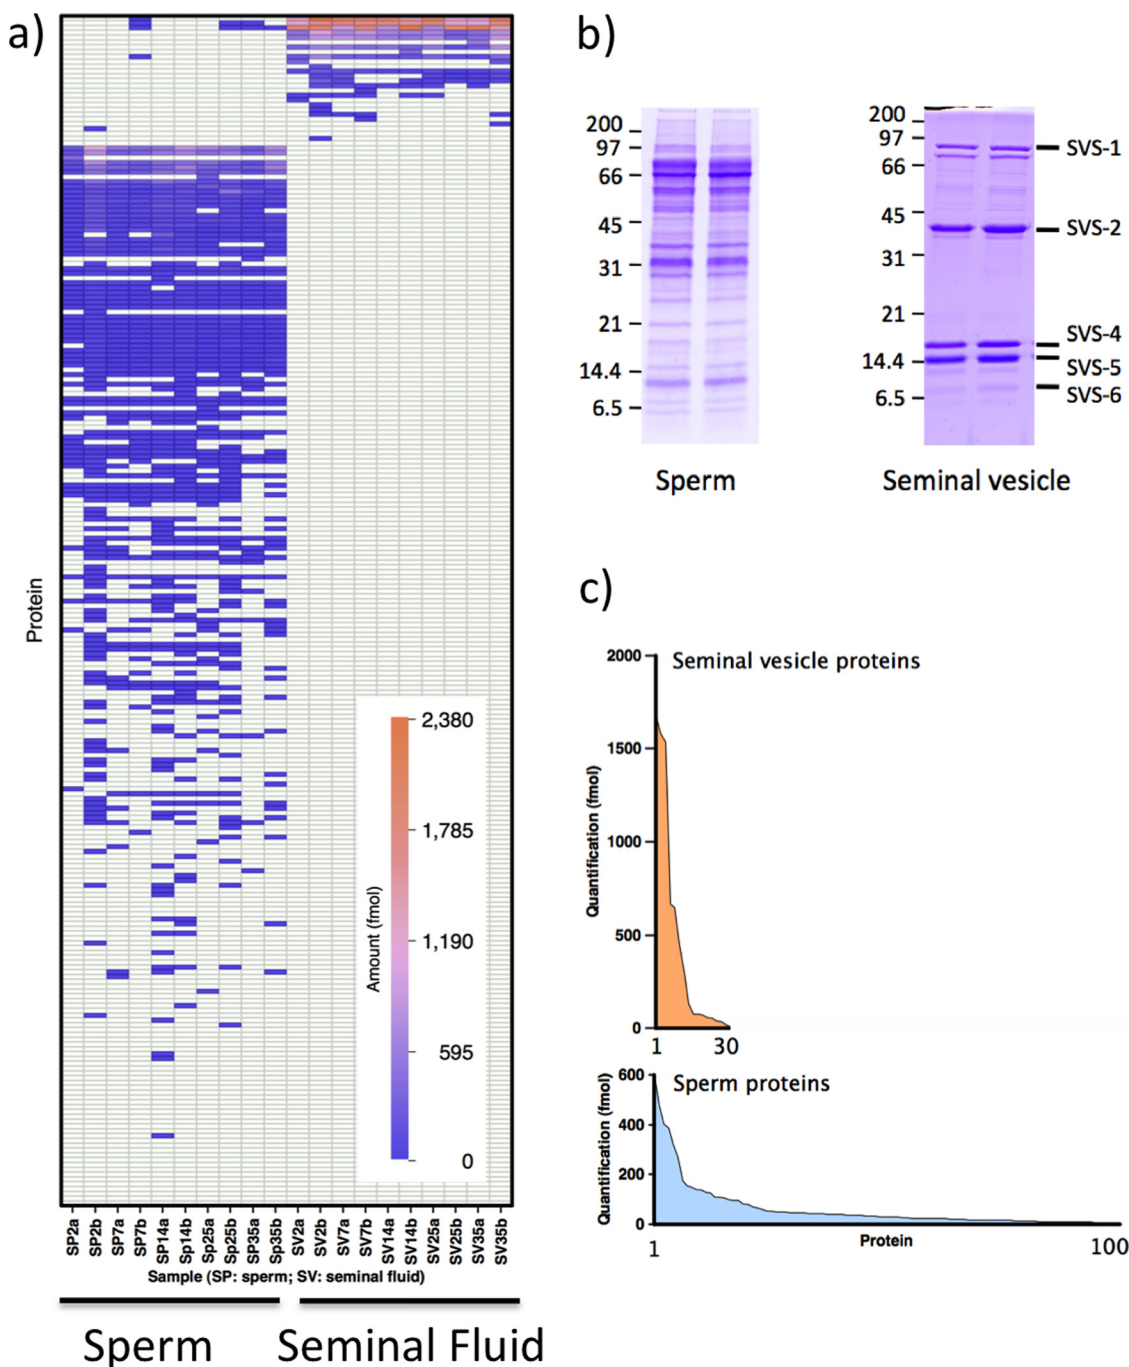 a)
Protein
2,380
1,785
1,190
595
0
Amount (fmol)
SP2a
SP2b
SP7a
SP7b
SP14a
Sp14b
Sp25a
Sp25b
SP35a
Sp35b
SV2a
SV2b
SV7a
SV7b
SV14a
SV14b
SV25a
SV25b
SV35a
SV35b
Sample (SP: sperm; SV: seminal fluid)
Sperm
Seminal Fluid
b)
200
97
66
45
31
21
14.4
6.5
Sperm
200
97
66
45
31
21
14.4
6.5
SVS-1
SVS-2
SVS-4
SVS-5
SVS-6
Seminal vesicle
c)
Seminal vesicle proteins
Quantification (fmol)
2000
1500
1000
500
0
1 30
Sperm proteins
Quantification (fmol)
600
400
200
0
1 Protein 100